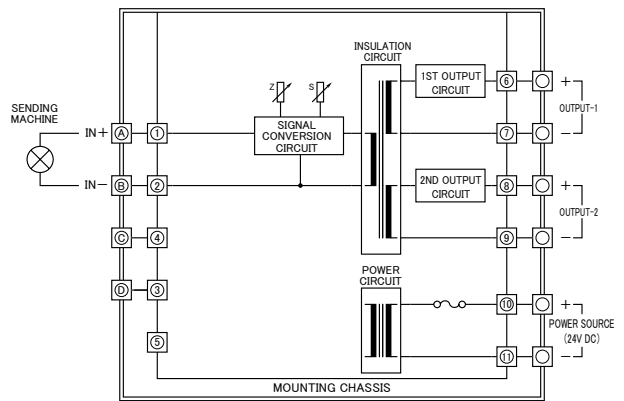 INSULATION
CIRCUIT
1ST OUTPUT
CIRCUIT
⑥
+
OUTPUT-1
Z
S
SENDING
MACHINE
IN+
Ⓐ
①
SIGNAL
CONVERSION
CIRCUIT
⑦
−
IN−
Ⓑ
②
2ND OUTPUT
CIRCUIT
⑧
+
OUTPUT-2
Ⓒ
④
⑨
−
POWER
CIRCUIT
Ⓓ
③
⑩
+
POWER SOURCE
(24V DC)
⑤
⑪
−
MOUNTING CHASSIS